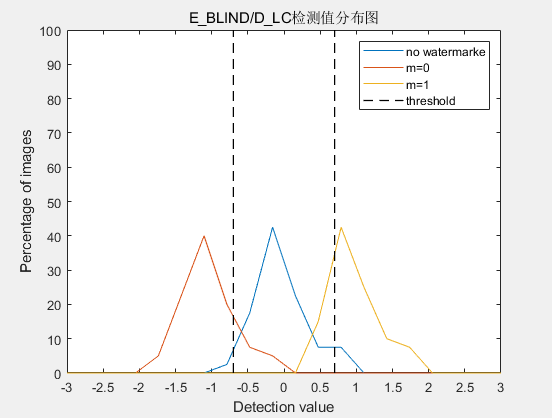 E_BLIND/D_LC检测值分布图
100
90
80
70
60
50
40
30
20
10
0
Percentage of images
no watermarke
m=0
m=1
threshold
-3 -2.5 -2 -1.5 -1 -0.5 0 0.5 1 1.5 2 2.5 3
Detection value